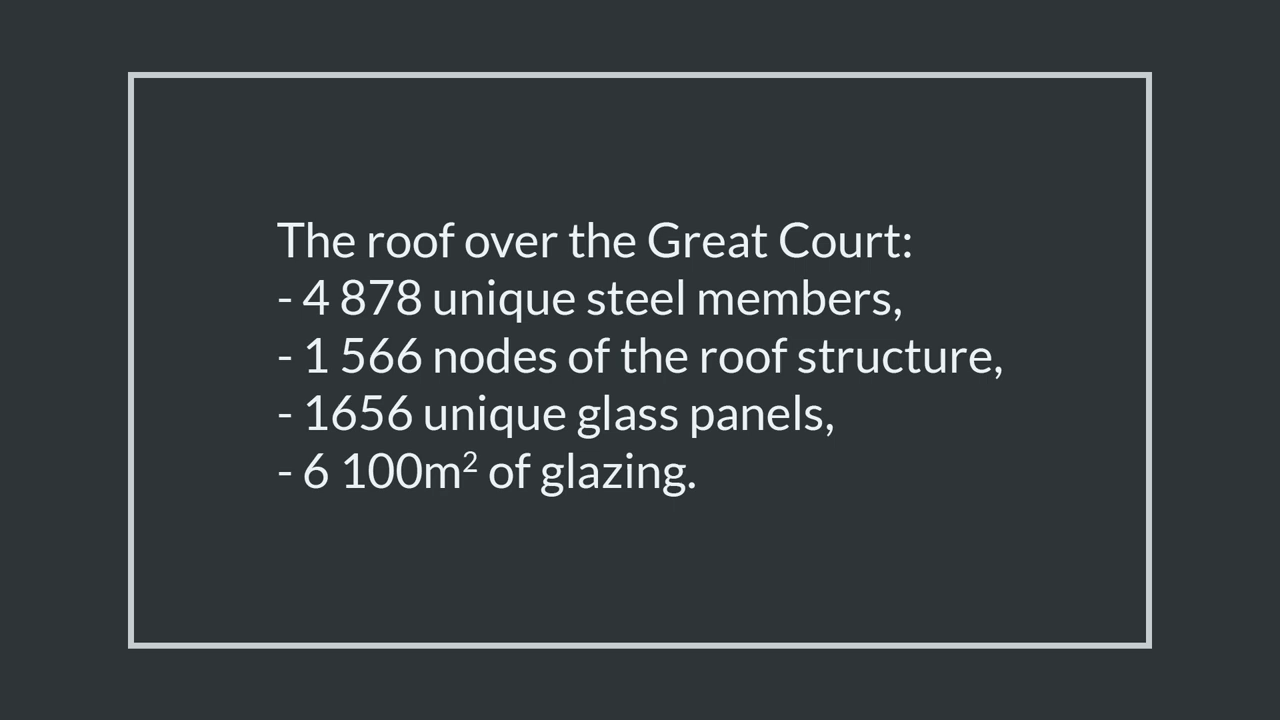 The roof over the Great Court:
- 4 878 unique steel members,
- 1 566 nodes of the roof structure,
- 1656 unique glass panels,
- 6 100m² of glazing.